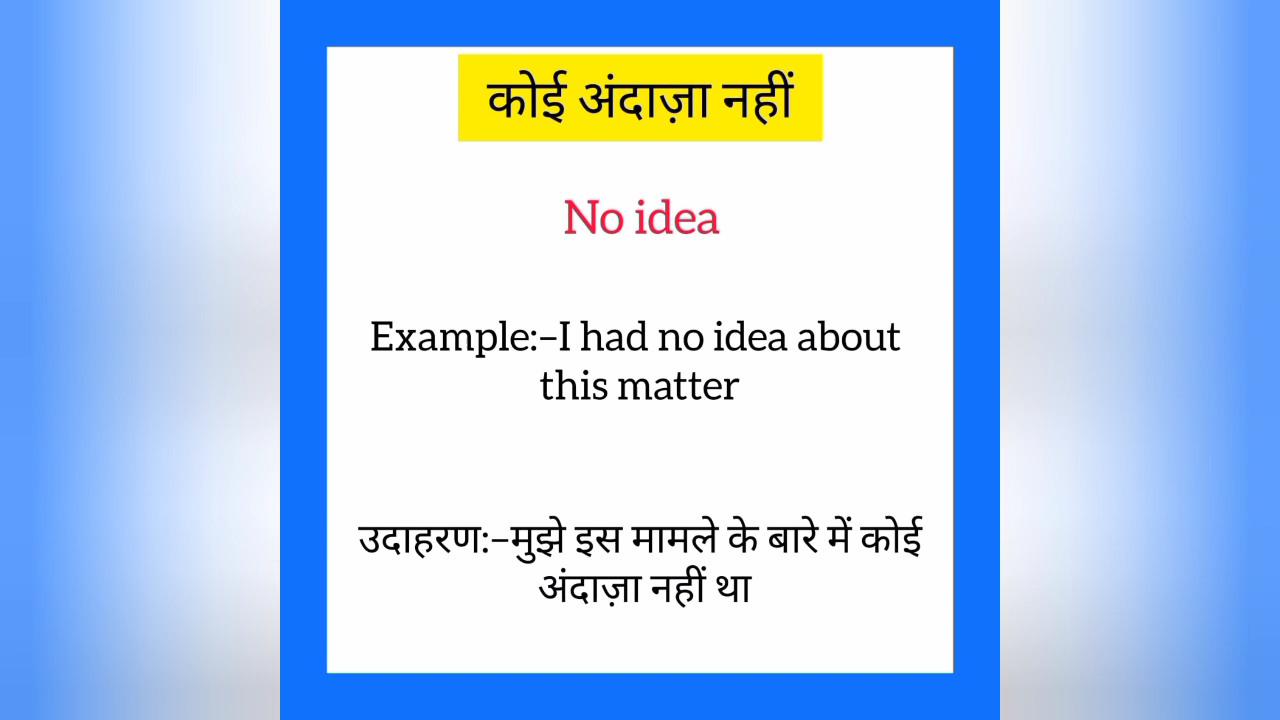 कोई अंदाज़ा नहीं
No idea
Example:–I had no idea about
this matter
उदाहरण:–मुझे इस मामले के बारे में कोई
अंदाज़ा नहीं था